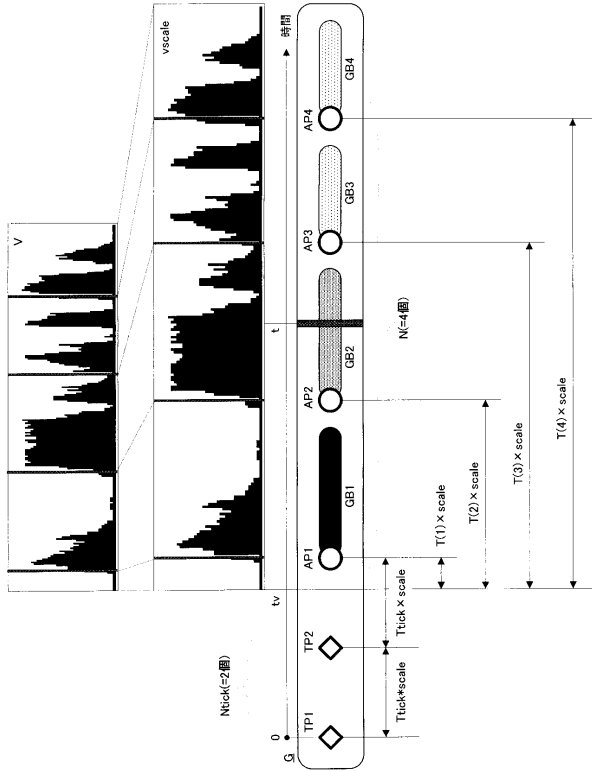 V
vscale
Ntick(=2個)
0
tv
t
時間
G
TP1
TP2
AP1
AP2
AP3
AP4
GB1
GB2
GB3
GB4
N(=4個)
Ttick*scale
Ttick×scale
T(1)×scale
T(2)×scale
T(3)×scale
T(4)×scale